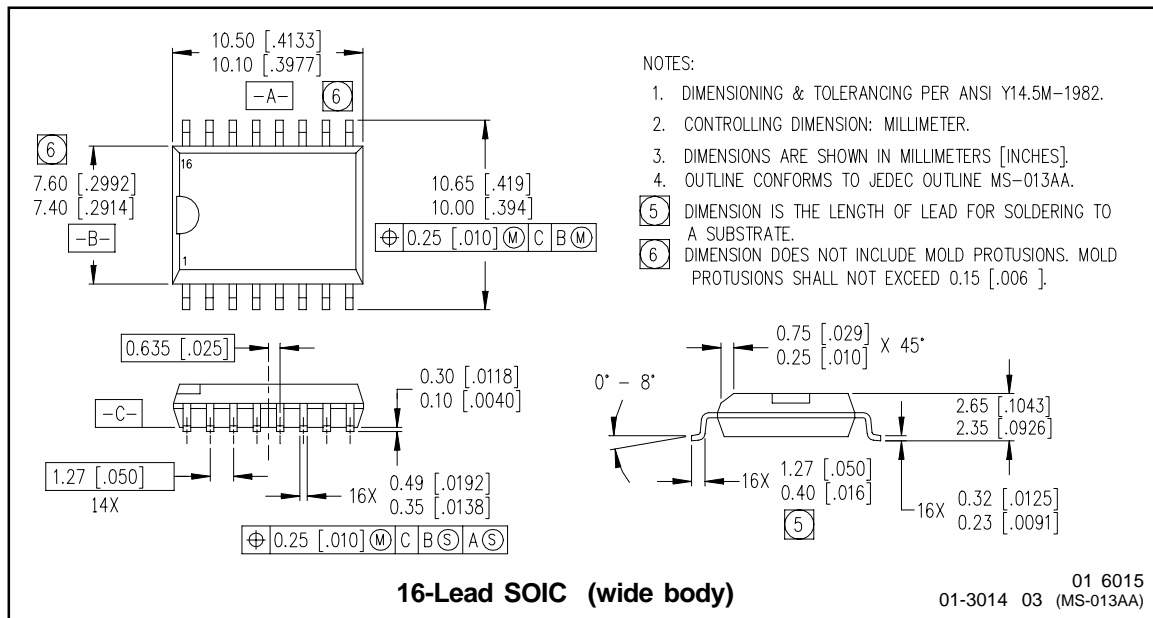 10.50 [.4133]
10.10 [.3977]
-A- 6
6
7.60 [.2992]
7.40 [.2914]
-B-
16
1
10.65 [.419]
10.00 [.394]
⌖ 0.25 [.010] Ⓜ C B Ⓜ
NOTES:
1. DIMENSIONING & TOLERANCING PER ANSI Y14.5M-1982.
2. CONTROLLING DIMENSION: MILLIMETER.
3. DIMENSIONS ARE SHOWN IN MILLIMETERS [INCHES].
4. OUTLINE CONFORMS TO JEDEC OUTLINE MS-013AA.
5 DIMENSION IS THE LENGTH OF LEAD FOR SOLDERING TO
A SUBSTRATE.
6 DIMENSION DOES NOT INCLUDE MOLD PROTUSIONS. MOLD
PROTUSIONS SHALL NOT EXCEED 0.15 [.006 ].
0.635 [.025]
-C-
0.30 [.0118]
0.10 [.0040]
1.27 [.050]
14X
16X 0.49 [.0192]
0.35 [.0138]
⌖ 0.25 [.010] Ⓜ C B Ⓢ A Ⓢ
0.75 [.029]
0.25 [.010] X 45°
0° - 8°
2.65 [.1043]
2.35 [.0926]
16X 1.27 [.050]
0.40 [.016]
5
16X 0.32 [.0125]
0.23 [.0091]
16-Lead SOIC (wide body)
01 6015
01-3014 03 (MS-013AA)